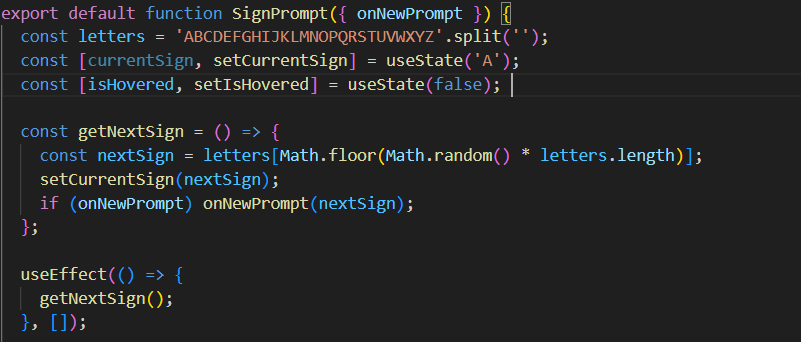 export default function SignPrompt({ onNewPrompt }) {
  const letters = 'ABCDEFGHIJKLMNOPQRSTUVWXYZ'.split('');
  const [currentSign, setCurrentSign] = useState('A');
  const [isHovered, setIsHovered] = useState(false);
  const getNextSign = () => {
    const nextSign = letters[Math.floor(Math.random() * letters.length)];
    setCurrentSign(nextSign);
    if (onNewPrompt) onNewPrompt(nextSign);
  };
  useEffect(() => {
    getNextSign();
  }, []);